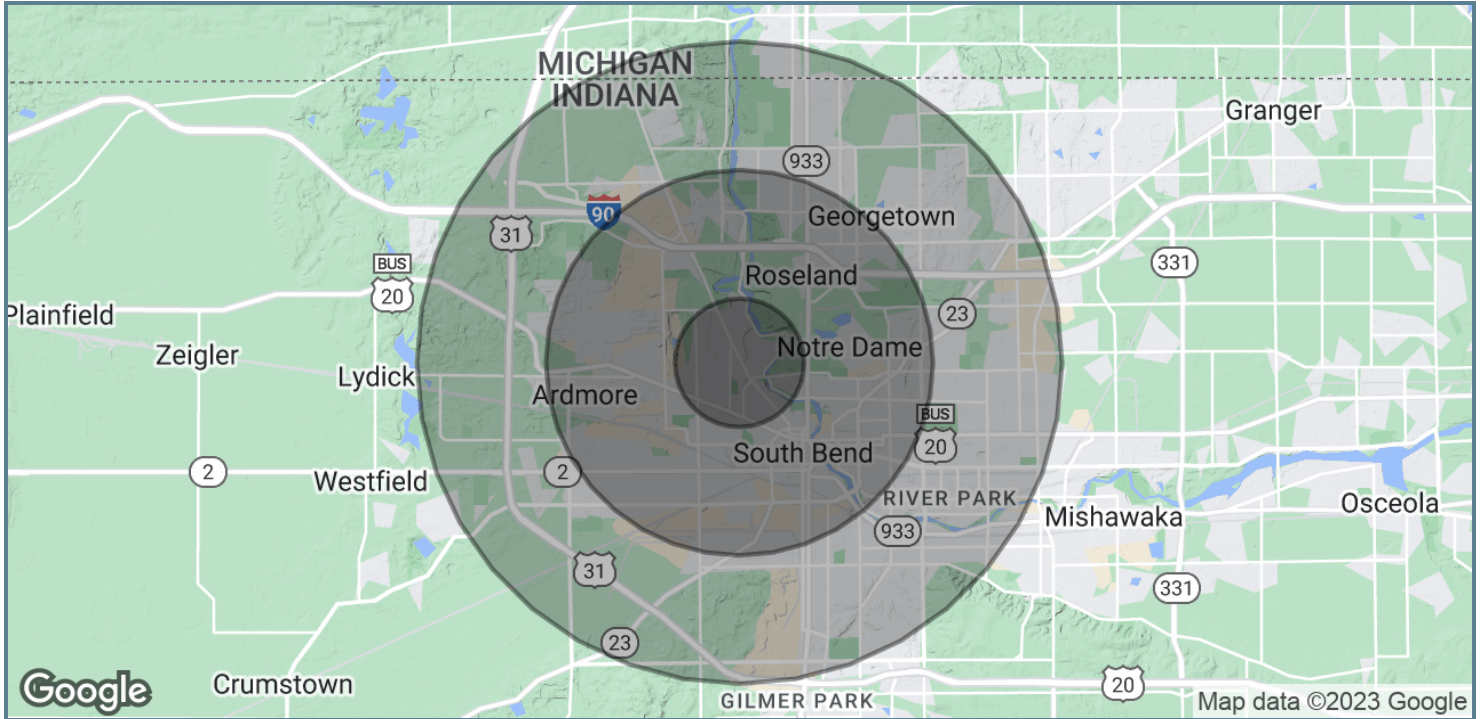 MICHIGAN
INDIANA
Granger
933
90
Georgetown
31
BUS
20
331
Roseland
23
Plainfield
Zeigler
Notre Dame
Lydick
Ardmore
BUS
20
South Bend
2
2
Westfield
RIVER PARK
Osceola
Mishawaka
933
31
331
23
Crumstown
20
Google
GILMER PARK
Map data ©2023 Google